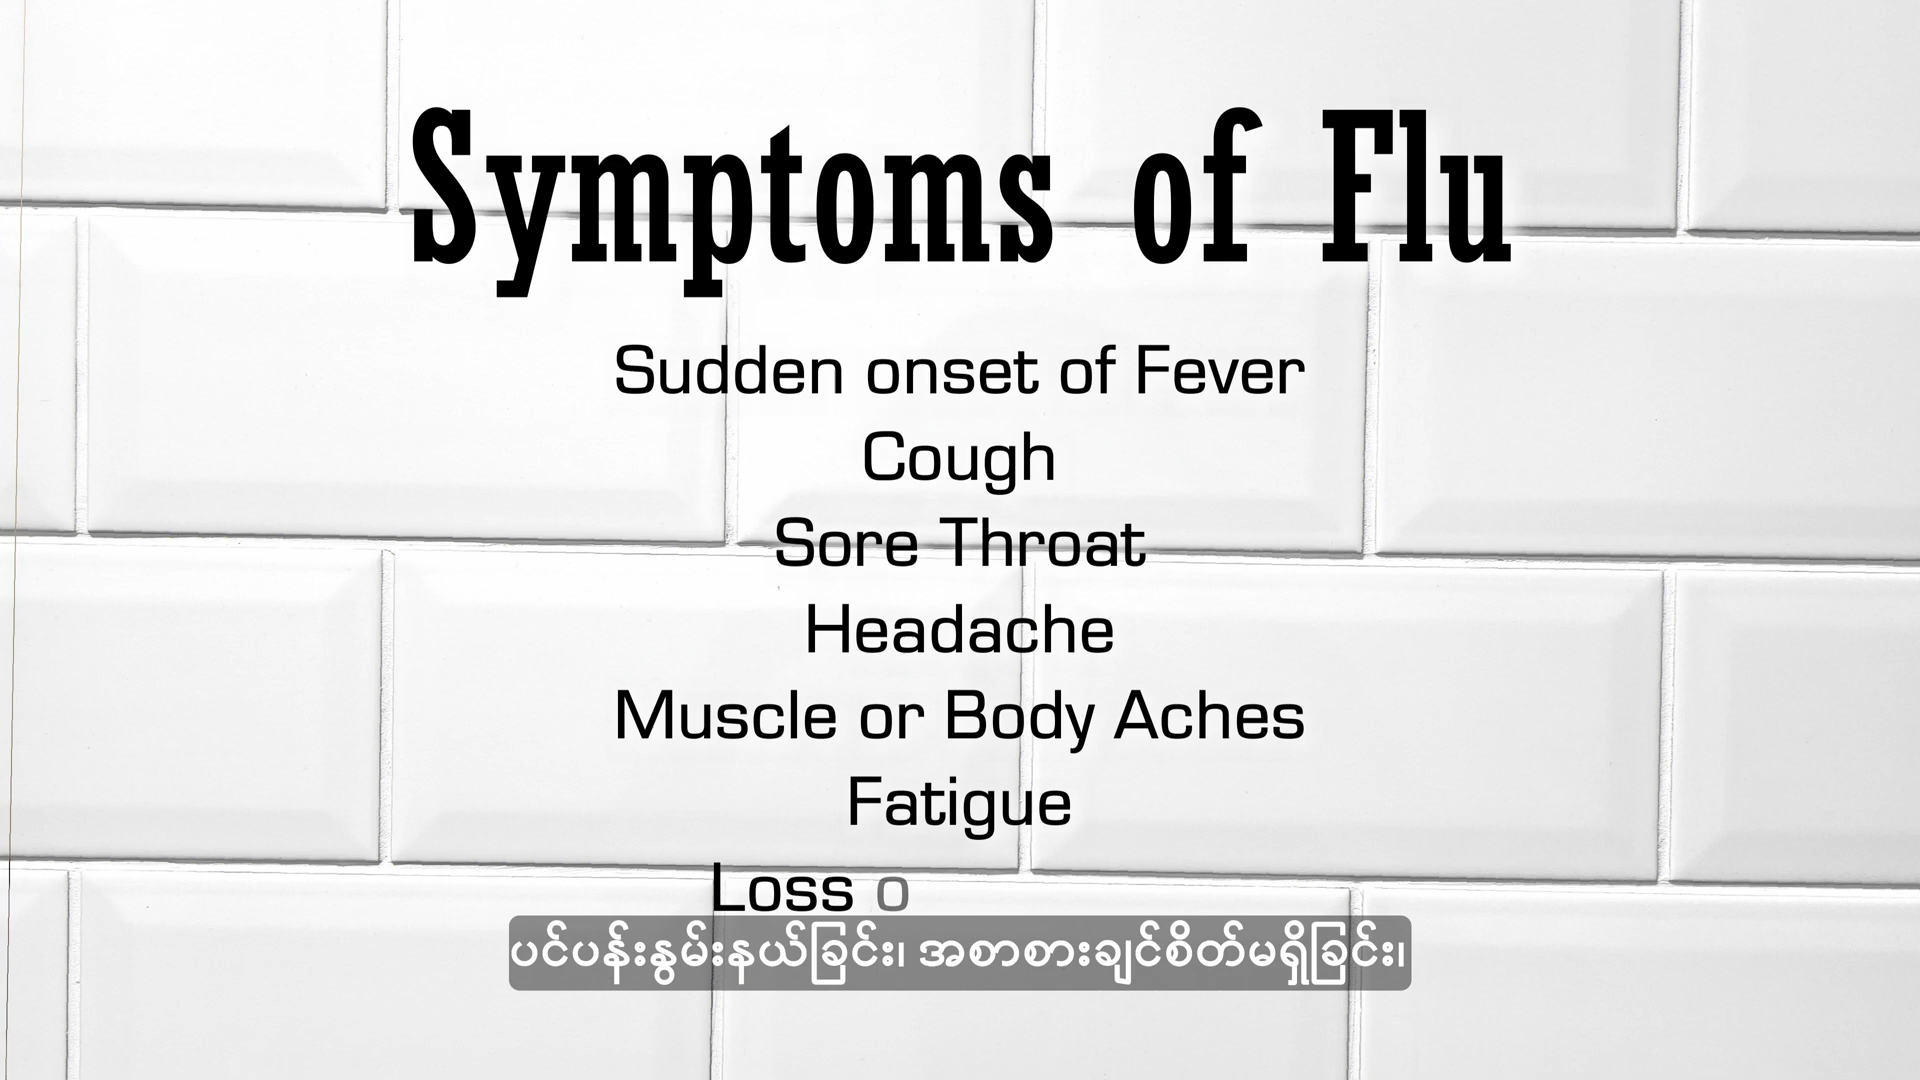 Symptoms of Flu
Sudden onset of Fever
Cough
Sore Throat
Headache
Muscle or Body Aches
Fatigue
Loss o
ပင်ပန်းနွမ်းနယ်ခြင်း၊ အစာစားချင်စိတ်မရှိခြင်း၊